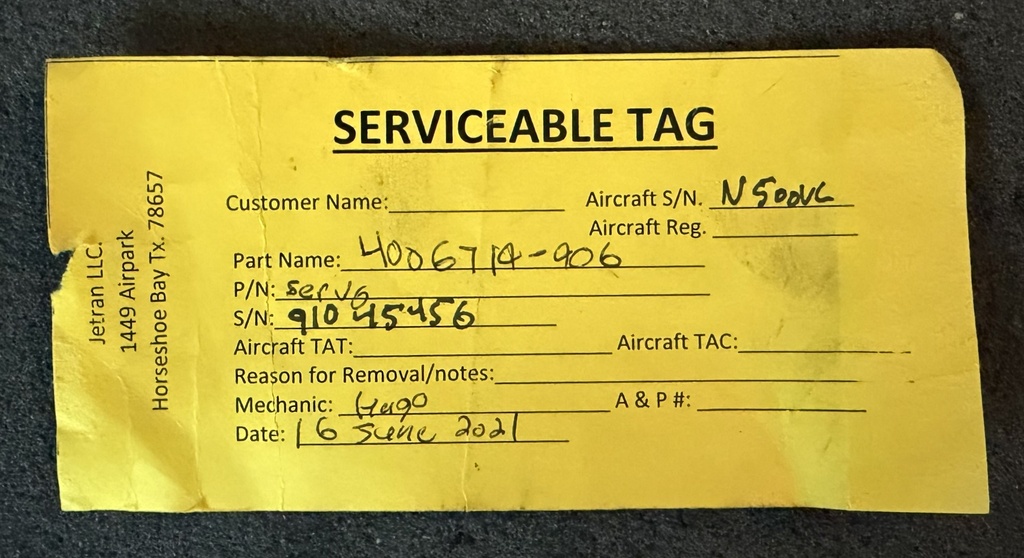 SERVICEABLE TAG
Jetran LLC.
1449 Airpark
Horseshoe Bay Tx. 78657
Customer Name:
Aircraft S/N. N500VC
Aircraft Reg.
Part Name: 4006714-906
P/N: servo
S/N: 91045456
Aircraft TAT: Aircraft TAC:
Reason for Removal/notes:
Mechanic: Hugo A & P #:
Date: 16 June 2021